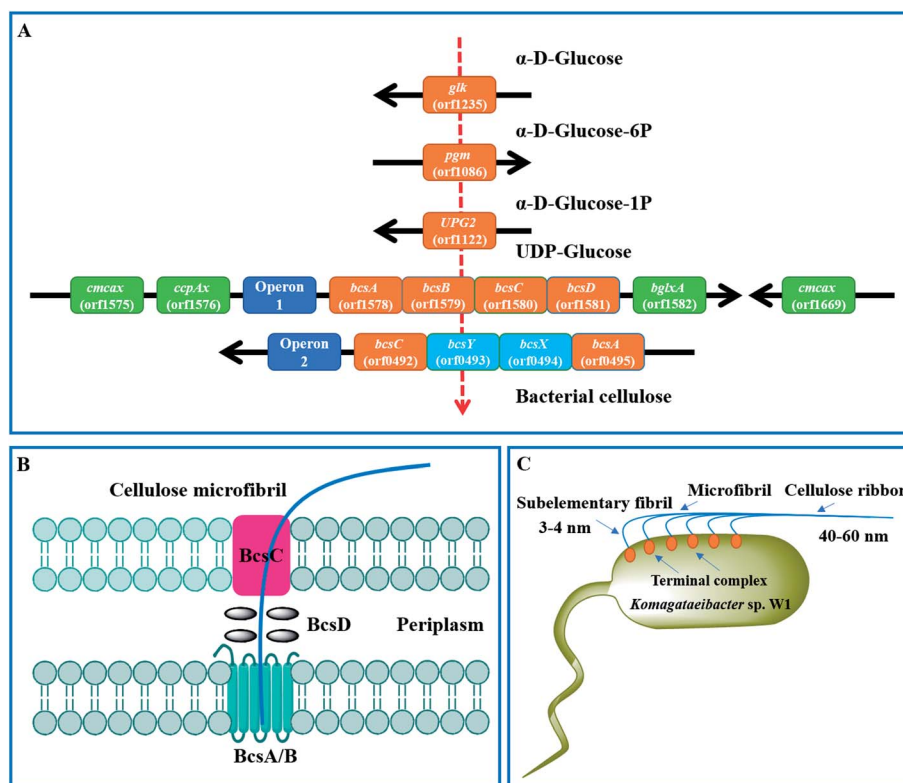 A
α-D-Glucose
glk
(orf1235)
α-D-Glucose-6P
pgm
(orf1086)
α-D-Glucose-1P
UPG2
(orf1122)
UDP-Glucose
cmcax
(orf1575)
ccpAx
(orf1576)
Operon
1
bcsA
(orf1578)
bcsB
(orf1579)
bcsC
(orf1580)
bcsD
(orf1581)
bglxA
(orf1582)
cmcax
(orf1669)
Operon
2
bcsC
(orf0492)
bcsY
(orf0493)
bcsX
(orf0494)
bcsA
(orf0495)
Bacterial cellulose
B
Cellulose microfibril
BcsC
BcsD
Periplasm
BcsA/B
C
Subelementary fibril
3-4 nm
Microfibril
Cellulose ribbon
40-60 nm
Terminal complex
Komagataeibacter sp. W1